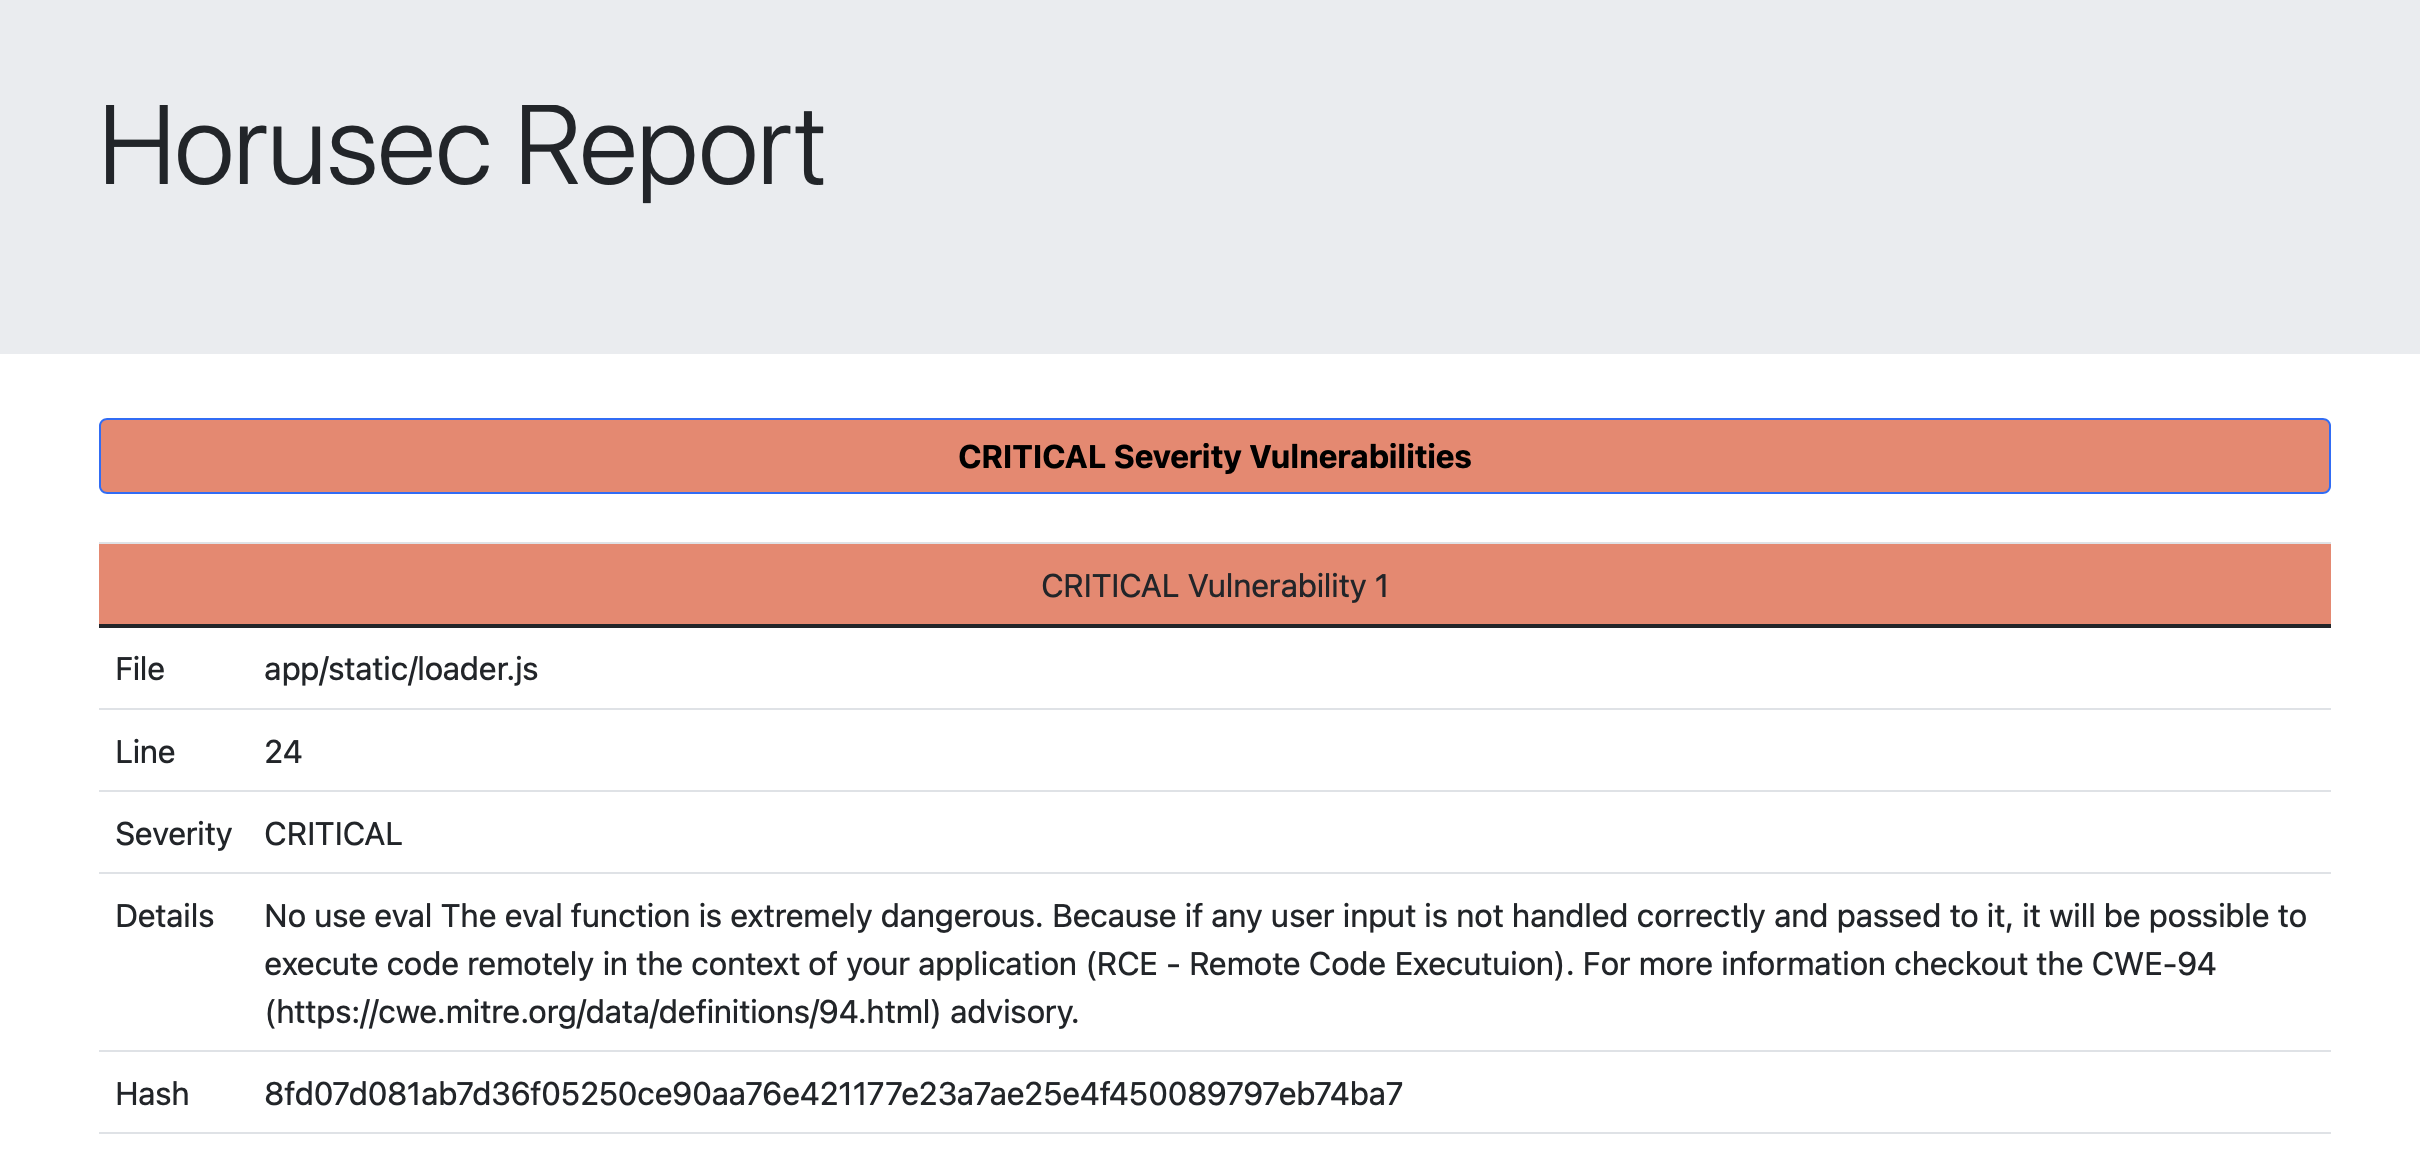 Horusec Report
CRITICAL Severity Vulnerabilities
CRITICAL Vulnerability 1
File app/static/loader.js
Line 24
Severity CRITICAL
Details No use eval The eval function is extremely dangerous. Because if any user input is not handled correctly and passed to it, it will be possible to
execute code remotely in the context of your application (RCE - Remote Code Executuion). For more information checkout the CWE-94
(https://cwe.mitre.org/data/definitions/94.html) advisory.
Hash 8fd07d081ab7d36f05250ce90aa76e421177e23a7ae25e4f450089797eb74ba7